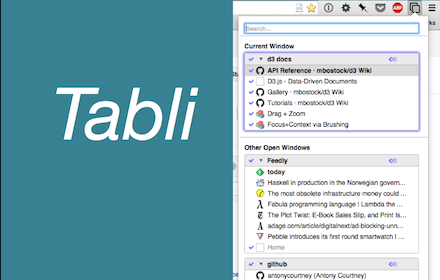 Tabli
Search...
Current Window
d3 docs
API Reference · mbostock/d3 Wiki
D3.js - Data-Driven Documents
Gallery · mbostock/d3 Wiki
Tutorials · mbostock/d3 Wiki
Drag + Zoom
Focus+Context via Brushing
Other Open Windows
Feedly
today
Haskell in production in the Norwegian govern...
The most obsolete infrastructure money could ...
Fabula programming language | Lambda the ...
The Plot Twist: E-Book Sales Slip, and Print Is...
adage.com/article/digitalnext/ad-blocking-unn...
Pebble introduces its first round smartwatch | ...
Home
github
antonycourtney (Antony Courtney)
ABP